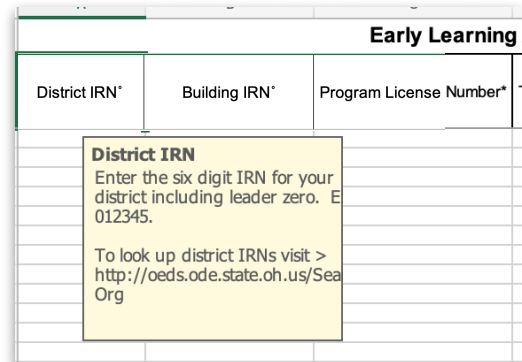 Early Learning
District IRN* Building IRN* Program License Number*
District IRN
Enter the six digit IRN for your
district including leader zero. E
012345.
To look up district IRNs visit >
http://oeds.ode.state.oh.us/Sea
Org